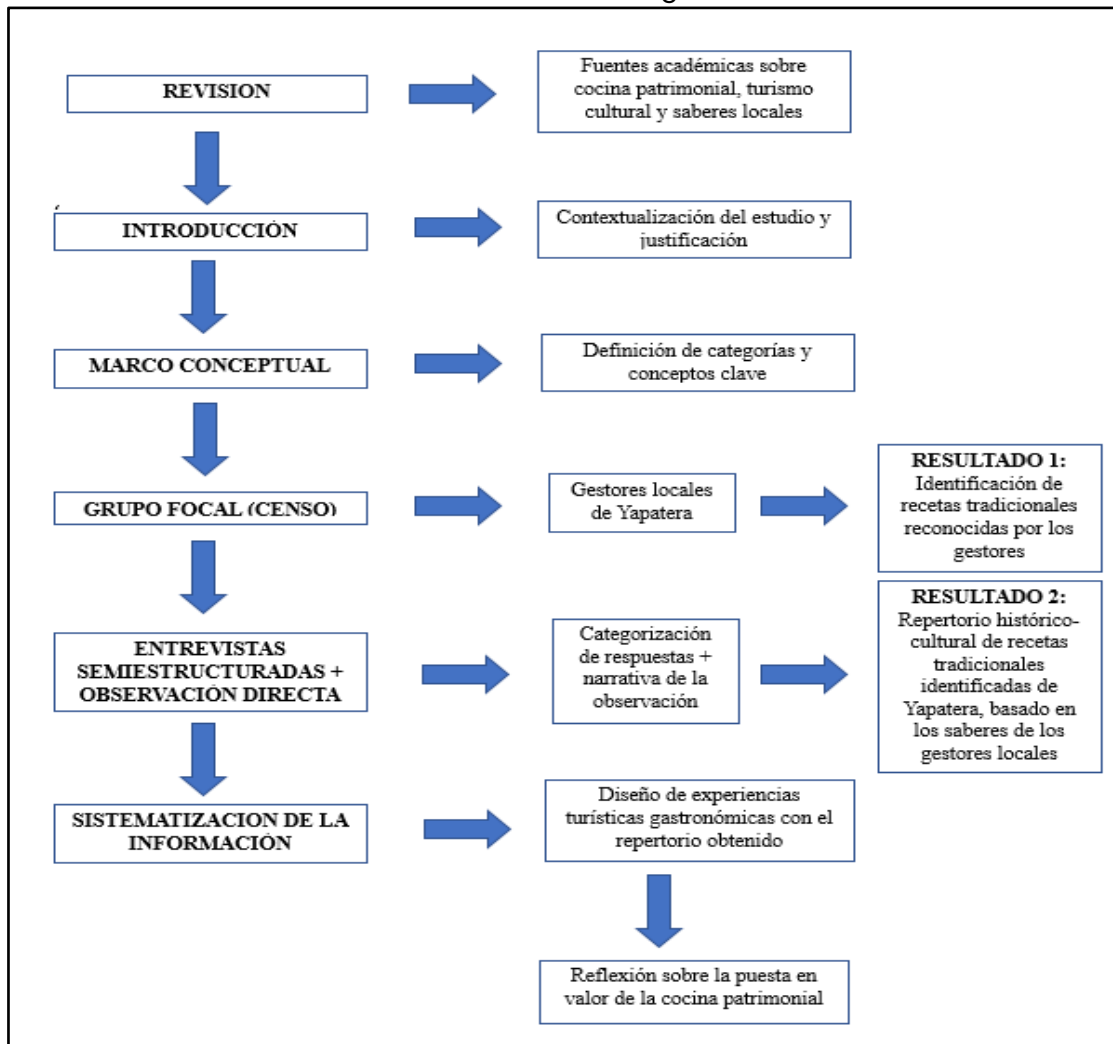 REVISION
Fuentes académicas sobre
cocina patrimonial, turismo
cultural y saberes locales
INTRODUCCIÓN
Contextualización del estudio y
justificación
MARCO CONCEPTUAL
Definición de categorías y
conceptos clave
GRUPO FOCAL (CENSO)
Gestores locales
de Yapatera
RESULTADO 1:
Identificación de
recetas tradicionales
reconocidas por los
gestores
ENTREVISTAS
SEMIESTRUCTURADAS +
OBSERVACIÓN DIRECTA
Categorización
de respuestas +
narrativa de la
observación
RESULTADO 2:
Repertorio histórico-
cultural de recetas
tradicionales
identificadas de
Yapatera, basado en
los saberes de los
gestores locales
SISTEMATIZACION DE LA
INFORMACIÓN
Diseño de experiencias
turísticas gastronómicas con el
repertorio obtenido
Reflexión sobre la puesta en
valor de la cocina patrimonial